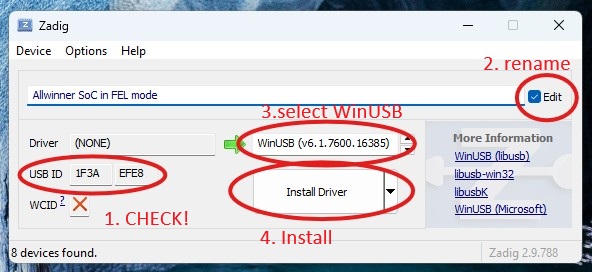 Zadig
Device Options Help
2. rename
Allwinner SoC in FEL mode
Edit
3.select WinUSB
Driver (NONE) WinUSB (v6.1.7600.16385)
USB ID 1F3A EFE8
WCID ?
1. CHECK!
Install Driver
4. Install
More Information
WinUSB (libusb)
libusb-win32
libusbK
WinUSB (Microsoft)
8 devices found.
Zadig 2.9.788